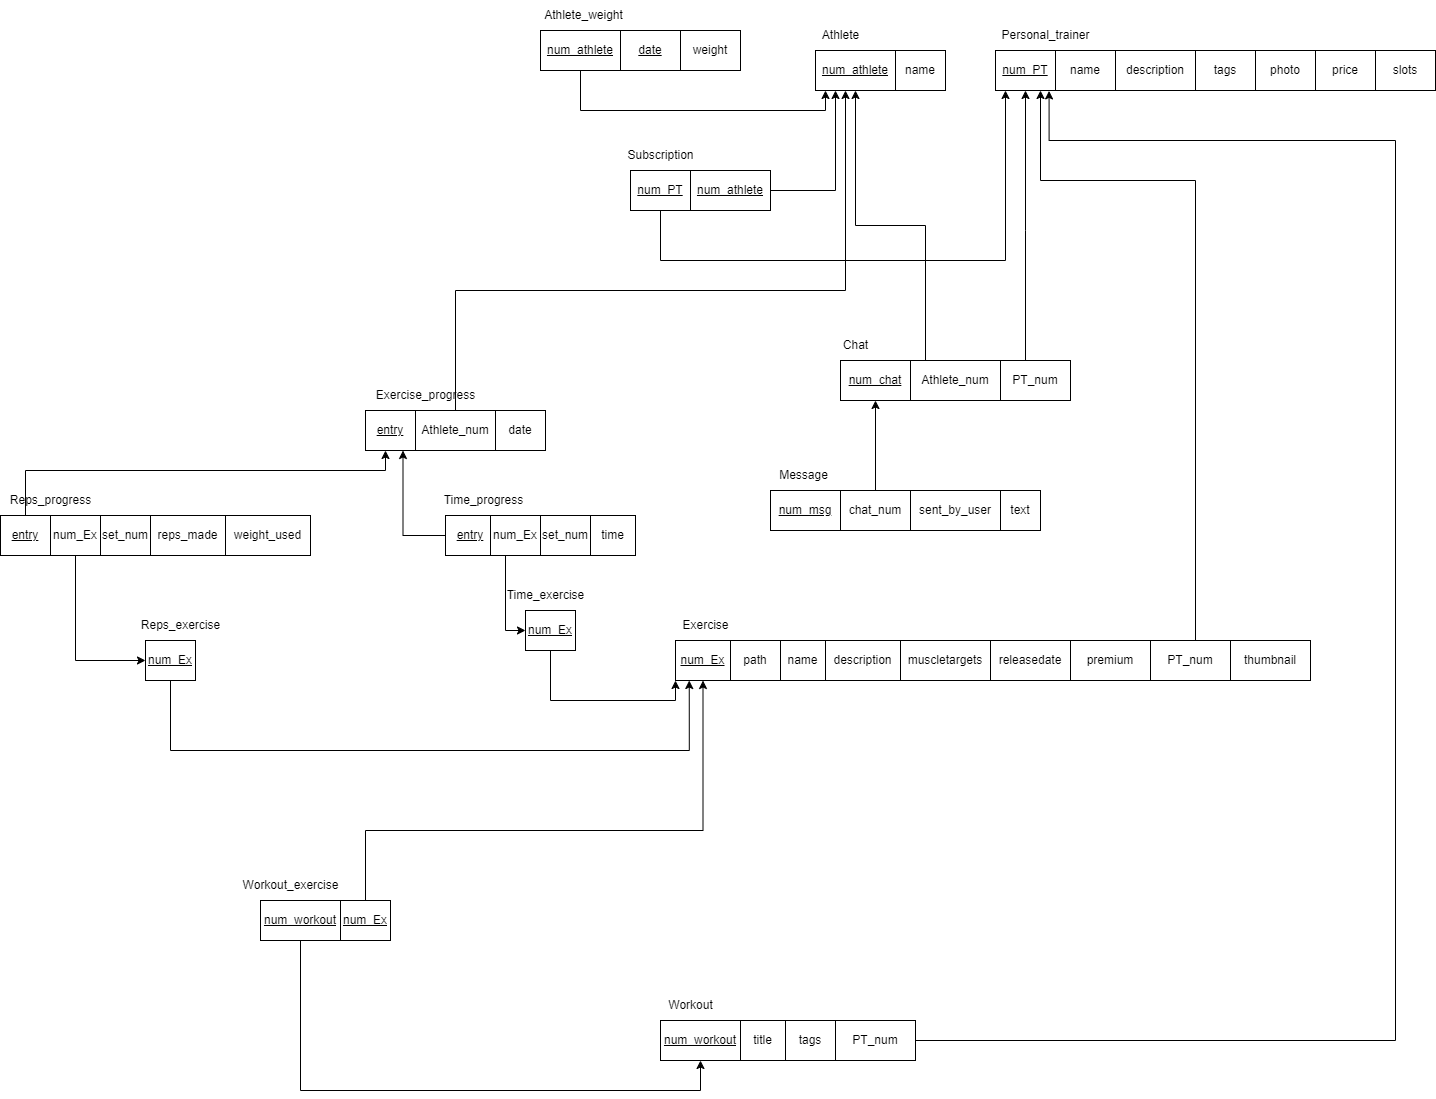 Athlete_weight
num_athlete date weight
Athlete
num_athlete name
Personal_trainer
num_PT name description tags photo price slots
Subscription
num_PT num_athlete
Chat
num_chat Athlete_num PT_num
Exercise_progress
entry Athlete_num date
Message
num_msg chat_num sent_by_user text
Reps_progress
entry num_Ex set_num reps_made weight_used
Time_progress
entry num_Ex set_num time
Time_exercise
num_Ex
Reps_exercise
num_Ex
Exercise
num_Ex path name description muscletargets releasedate premium PT_num thumbnail
Workout_exercise
num_workout num_Ex
Workout
num_workout title tags PT_num